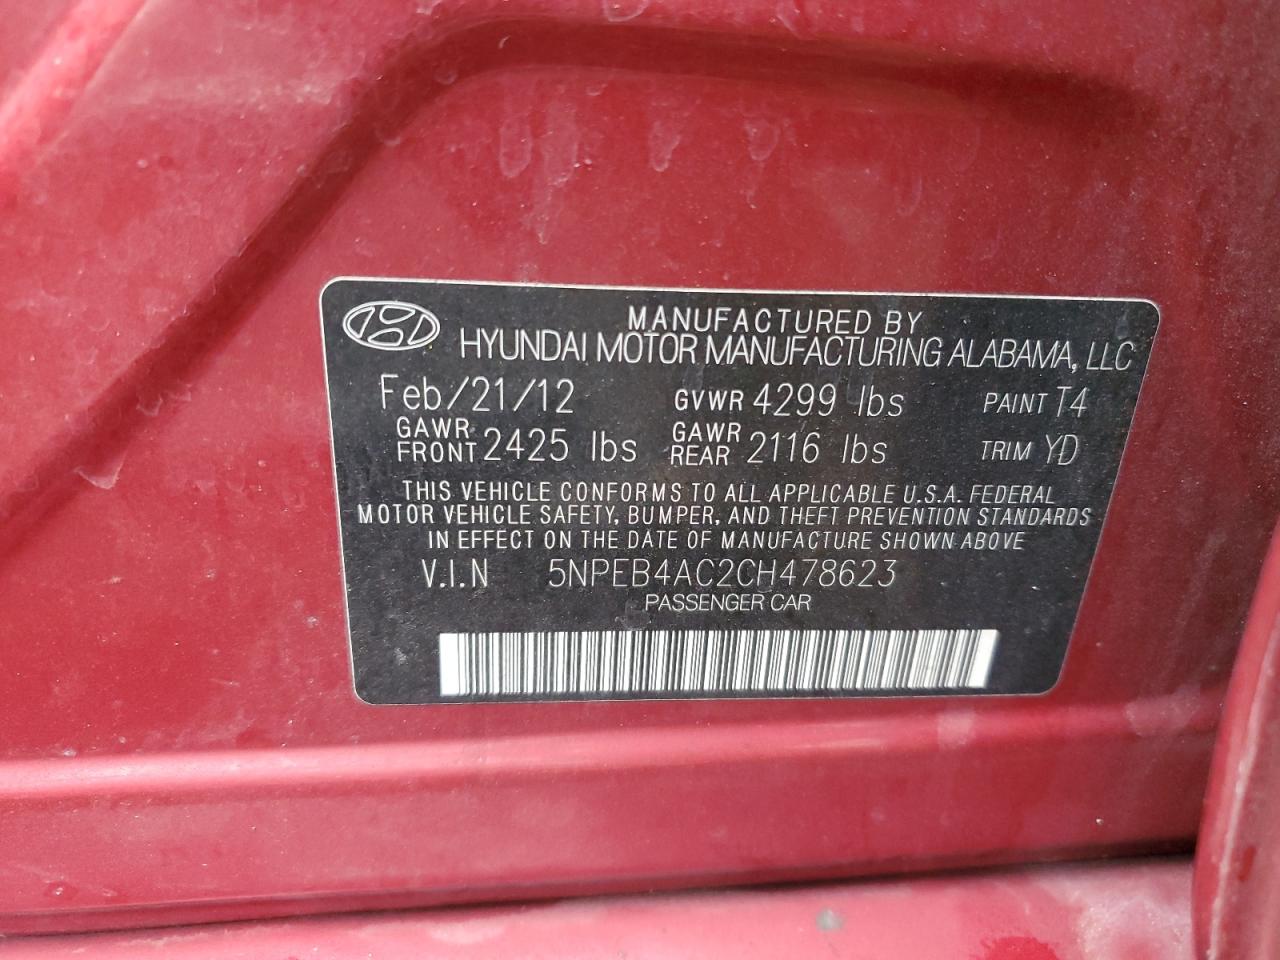 MANUFACTURED BY
HYUNDAI MOTOR MANUFACTURING ALABAMA, LLC
Feb/21/12 GVWR 4299 lbs PAINT T4
GAWR FRONT 2425 lbs GAWR REAR 2116 lbs TRIM YD
THIS VEHICLE CONFORMS TO ALL APPLICABLE U.S.A. FEDERAL
MOTOR VEHICLE SAFETY, BUMPER, AND THEFT PREVENTION STANDARDS
IN EFFECT ON THE DATE OF MANUFACTURE SHOWN ABOVE
V.I.N 5NPEB4AC2CH478623
PASSENGER CAR